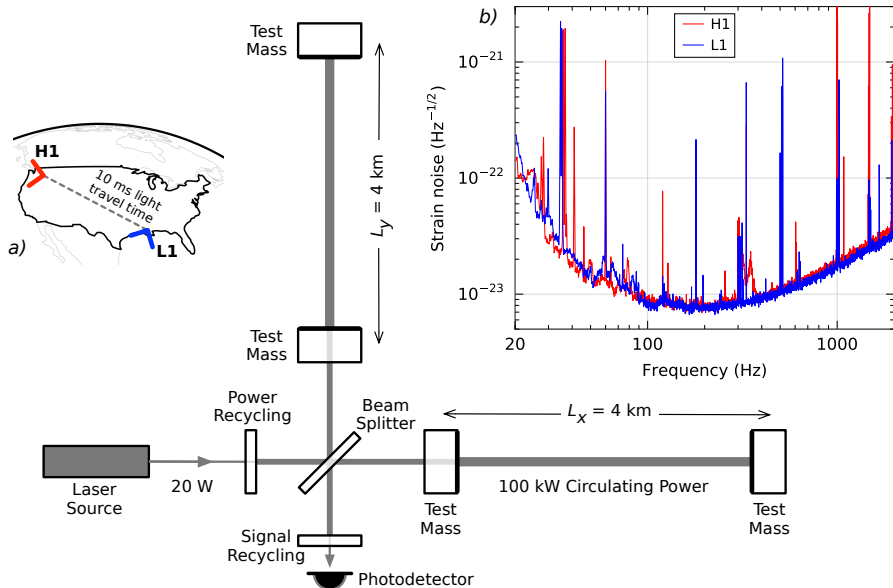 a)
H1
10 ms light
travel time
L1
Test
Mass
L_y = 4 km
Test
Mass
Power
Recycling
Beam
Splitter
Laser
Source
20 W
L_x = 4 km
100 kW Circulating Power
Test
Mass
Test
Mass
Signal
Recycling
Photodetector
b)
H1
L1
Strain noise (Hz^{-1/2})
10^{-21}
10^{-22}
10^{-23}
20
100
1000
Frequency (Hz)